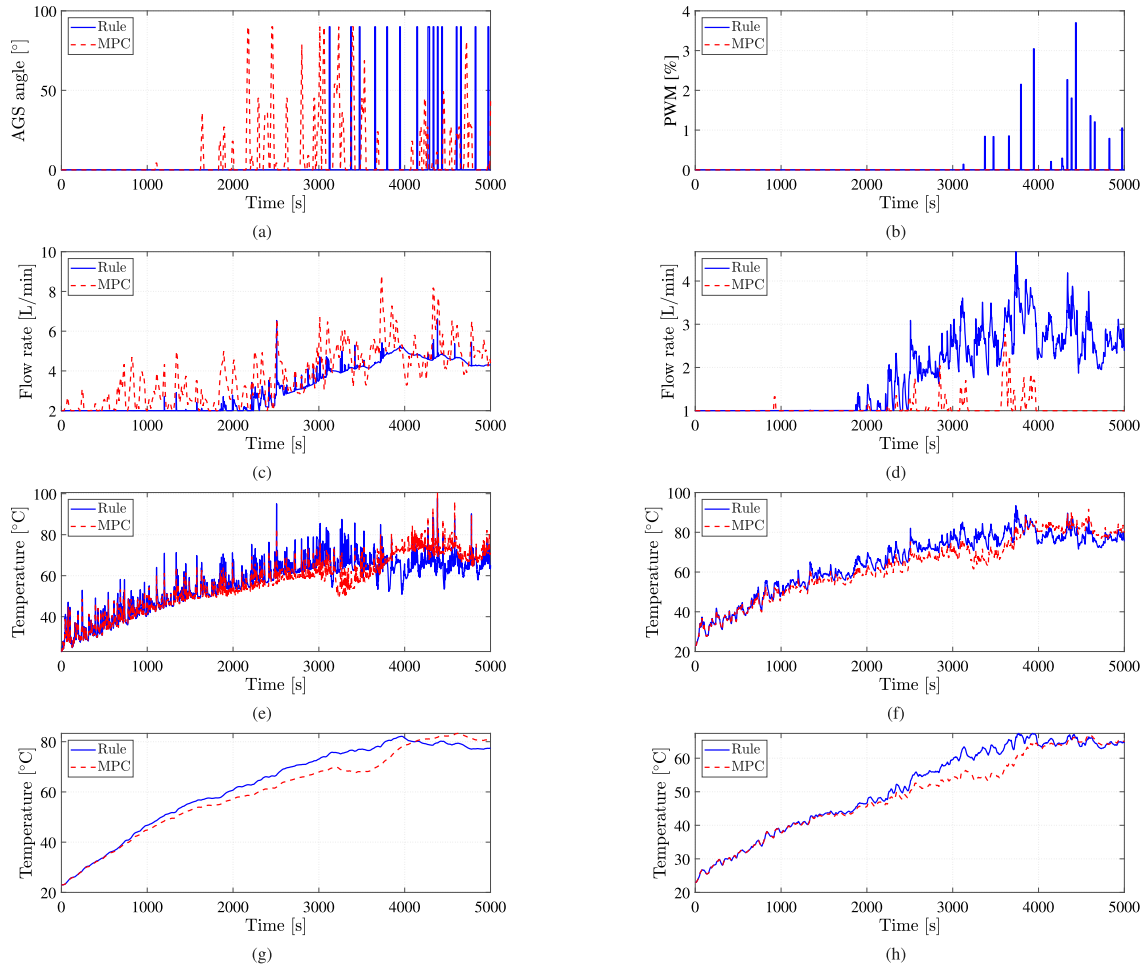 100
50
0
AGS angle [°]
Rule
MPC
0 1000 2000 3000 4000 5000
Time [s]
(a)
4
3
2
1
0
PWM [%]
Rule
MPC
0 1000 2000 3000 4000 5000
Time [s]
(b)
10
8
6
4
2
Flow rate [L/min]
Rule
MPC
0 1000 2000 3000 4000 5000
Time [s]
(c)
4
3
2
1
Flow rate [L/min]
Rule
MPC
0 1000 2000 3000 4000 5000
Time [s]
(d)
100
80
60
40
Temperature [°C]
Rule
MPC
0 1000 2000 3000 4000 5000
Time [s]
(e)
100
80
60
40
20
Temperature [°C]
Rule
MPC
0 1000 2000 3000 4000 5000
Time [s]
(f)
80
60
40
20
Temperature [°C]
Rule
MPC
0 1000 2000 3000 4000 5000
Time [s]
(g)
60
50
40
30
20
Temperature [°C]
Rule
MPC
0 1000 2000 3000 4000 5000
Time [s]
(h)